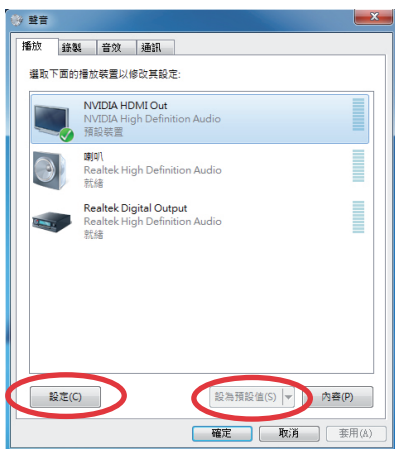 聲音
播放 錄製 音效 通訊
選取下面的播放裝置以修改其設定:
NVIDIA HDMI Out
NVIDIA High Definition Audio
預設裝置
喇叭
Realtek High Definition Audio
就緒
Realtek Digital Output
Realtek High Definition Audio
就緒
設定(C) 設為預設值(S) 內容(P)
確定 取消 套用(A)